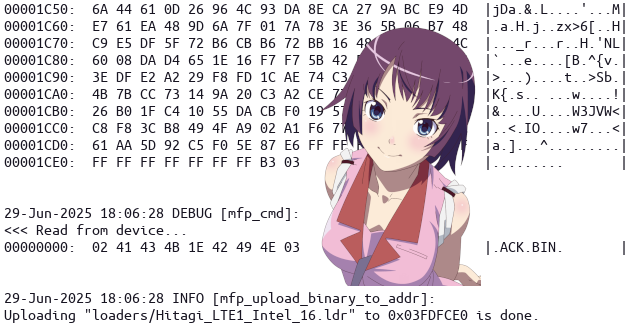 00001C50: 6A 44 61 0D 26 96 4C 93 DA 8E CA 27 9A BC E9 4D |jDa.&.L....'...M|
00001C60: E7 61 EA 48 9D 6A 7F 01 7A 78 3E 36 5B 06 B7 48 |.a.H.j..zx>6[..H|
00001C70: C9 E5 DF 5F 72 B6 CB B6 72 BB 16 48 4C |..._r...r..H.'NL|
00001C80: 60 08 DA D4 65 1E 16 F7 F7 5B 42 |`...e....[B.^{v.|
00001C90: 3E DF E2 A2 29 F8 FD 1C AE 74 C3 |>...)....t..>Sb.|
00001CA0: 4B 7B CC 73 14 9A 20 C3 A2 CE |K{.s.. ...w....!|
00001CB0: 26 B0 1F C4 10 55 DA CB F0 19 |&....U....W3JVW<|
00001CC0: C8 F8 3C B8 49 4F A9 02 A1 F6 |..<.IO....w7...<|
00001CD0: 61 AA 5D 92 C5 F0 5E 87 E6 FF |a.]...^.........|
00001CE0: FF FF FF FF FF FF FF B3 03 |......... |
29-Jun-2025 18:06:28 DEBUG [mfp_cmd]:
<<< Read from device...
00000000: 02 41 43 4B 1E 42 49 4E 03 |.ACK.BIN. |
29-Jun-2025 18:06:28 INFO [mfp_upload_binary_to_addr]:
Uploading "loaders/Hitagi_LTE1_Intel_16.ldr" to 0x03FDFCE0 is done.